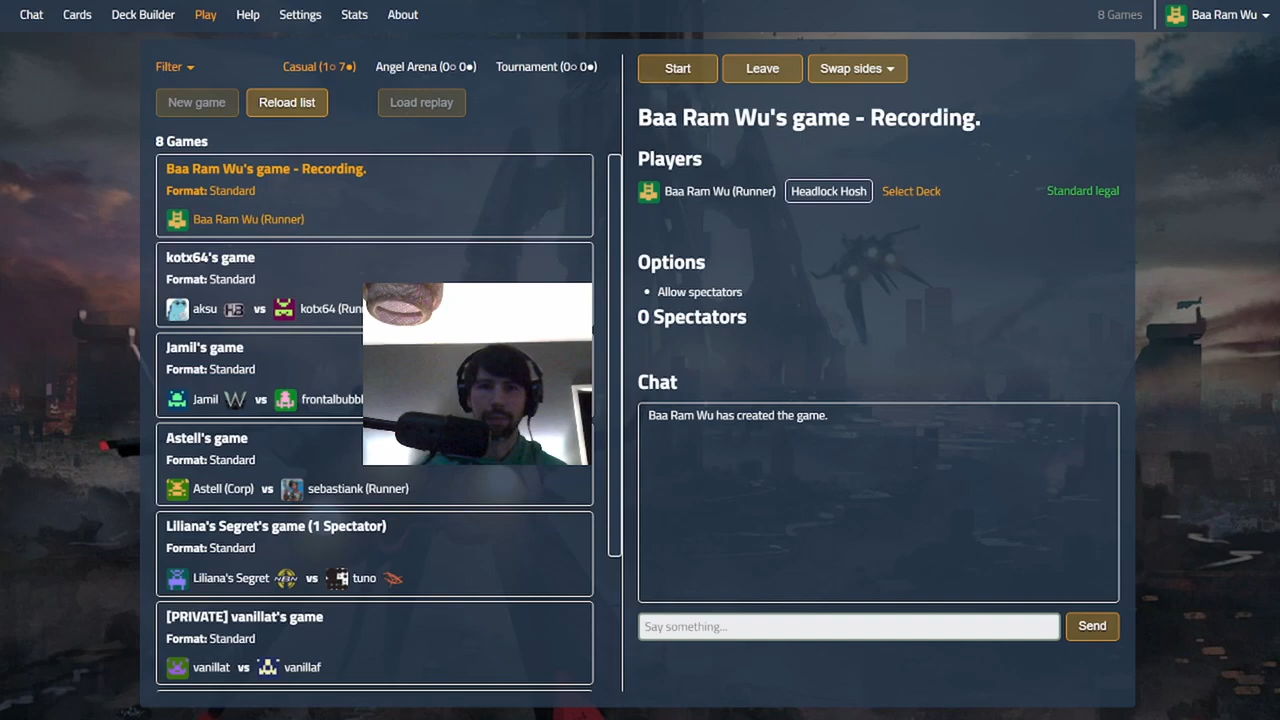 Chat Cards Deck Builder Play Help Settings Stats About 8 Games Baa Ram Wu
Filter Casual (1○ 7●) Angel Arena (0○ 0●) Tournament (0○ 0●)
New game Reload list Load replay
8 Games
Baa Ram Wu's game - Recording.
Format: Standard
Baa Ram Wu (Runner)
kotx64's game
Format: Standard
aksu vs kotx64 (Run
Jamil's game
Format: Standard
Jamil vs frontalbubbl
Astell's game
Format: Standard
Astell (Corp) vs sebastiank (Runner)
Liliana's Segret's game (1 Spectator)
Format: Standard
Liliana's Segret NBN vs tuno
[PRIVATE] vanillat's game
Format: Standard
vanillat vs vanillaf
Start Leave Swap sides
Baa Ram Wu's game - Recording.
Players
Baa Ram Wu (Runner) Headlock Hosh Select Deck Standard legal
Options
• Allow spectators
0 Spectators
Chat
Baa Ram Wu has created the game.
Say something...
Send